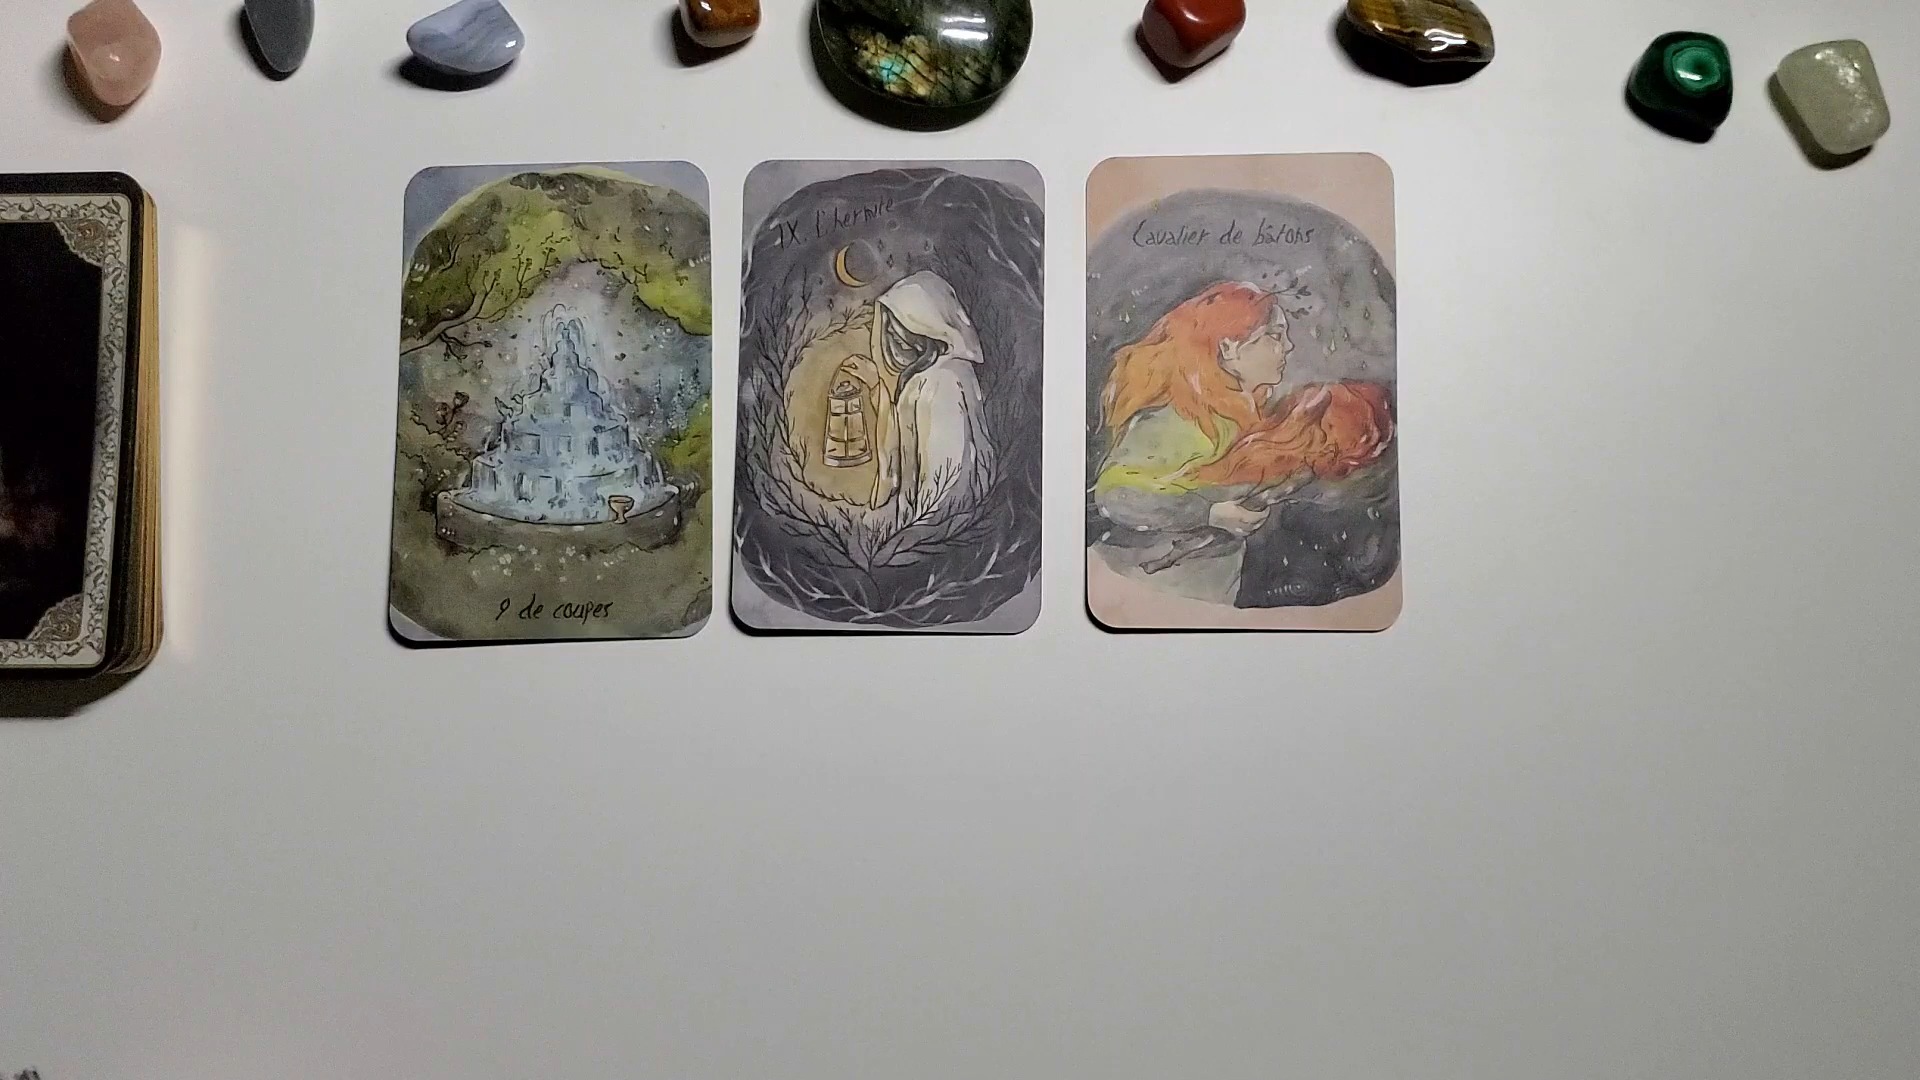 9 de coupes
IX. l'hermite
Cavalier de bâtons